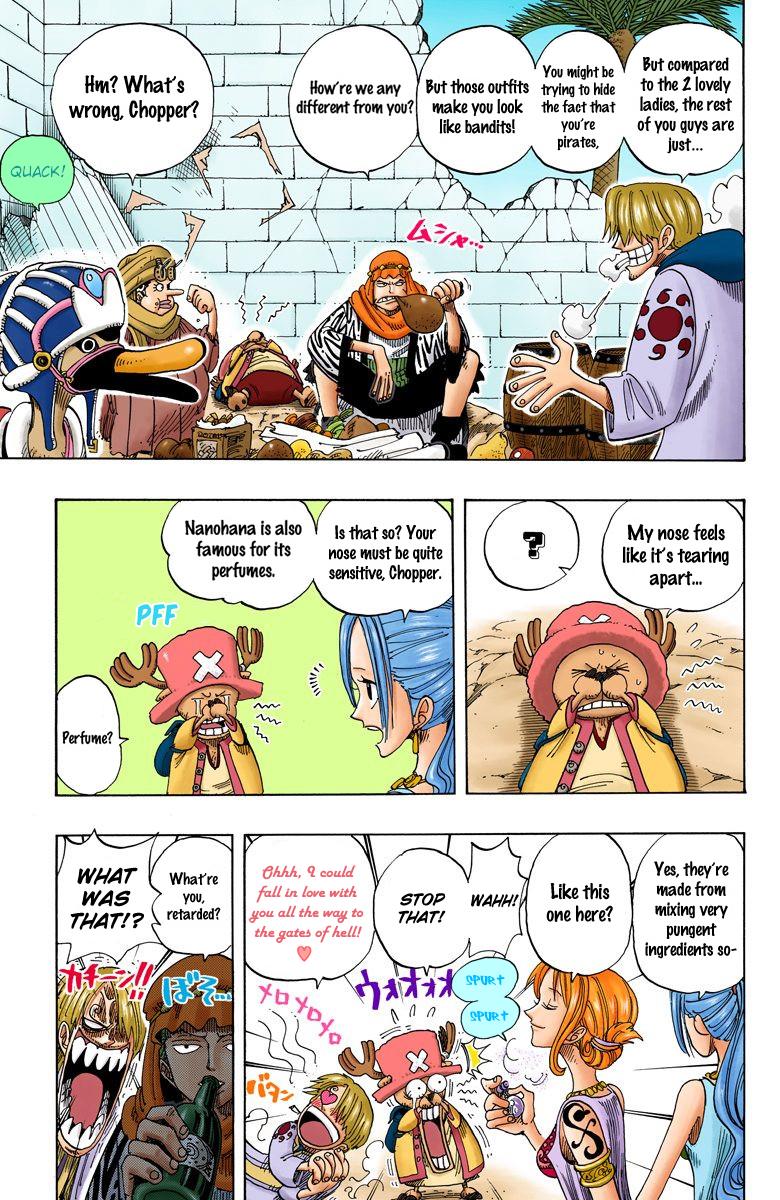 But compared
to the 2 lovely
ladies, the rest
of you guys are
just...
You might be
trying to hide
the fact that
you're
pirates,
But those outfits
make you look
like bandits!
How're we any
different from you?
Hm? What's
wrong, Chopper?
QUACK!
ムシャ...
My nose feels
like it's tearing
apart...
?
Is that so? Your
nose must be quite
sensitive, Chopper.
Nanohana is also
famous for its
perfumes.
PFF
Perfume?
Yes, they're
made from
mixing very
pungent
ingredients so-
Like this
one here?
SPURT
SPURT
WAHH!
STOP
THAT!
ウォオオオ
Ohhh, I could
fall in love with
you all the way to
the gates of hell!
メロメロメロ
バタン
What're
you,
retarded?
ぼそ...
WHAT
WAS
THAT!?
カチーン!!